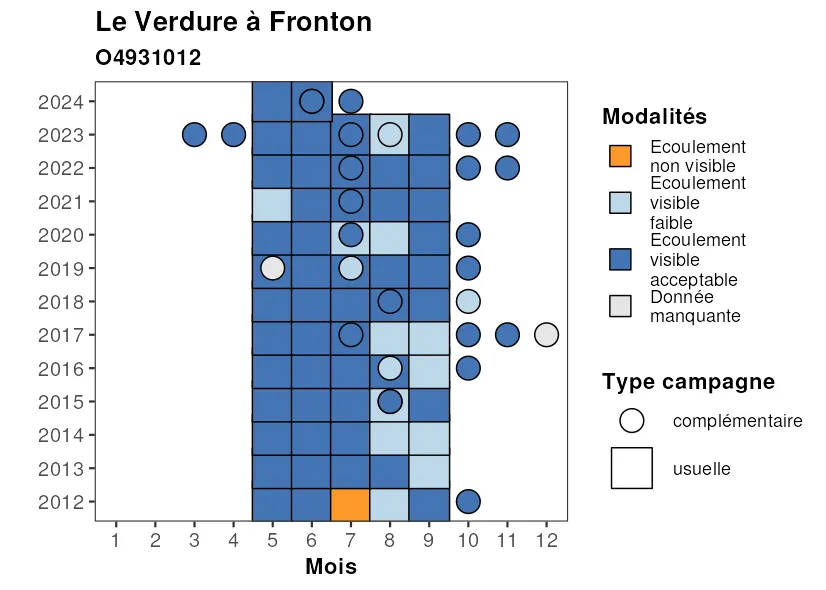 Le Verdure à Fronton
O4931012
2024
2023
2022
2021
2020
2019
2018
2017
2016
2015
2014
2013
2012
1 2 3 4 5 6 7 8 9 10 11 12
Mois
Modalités
Ecoulement
non visible
Ecoulement
visible
faible
Ecoulement
visible
acceptable
Donnée
manquante
Type campagne
complémentaire
usuelle